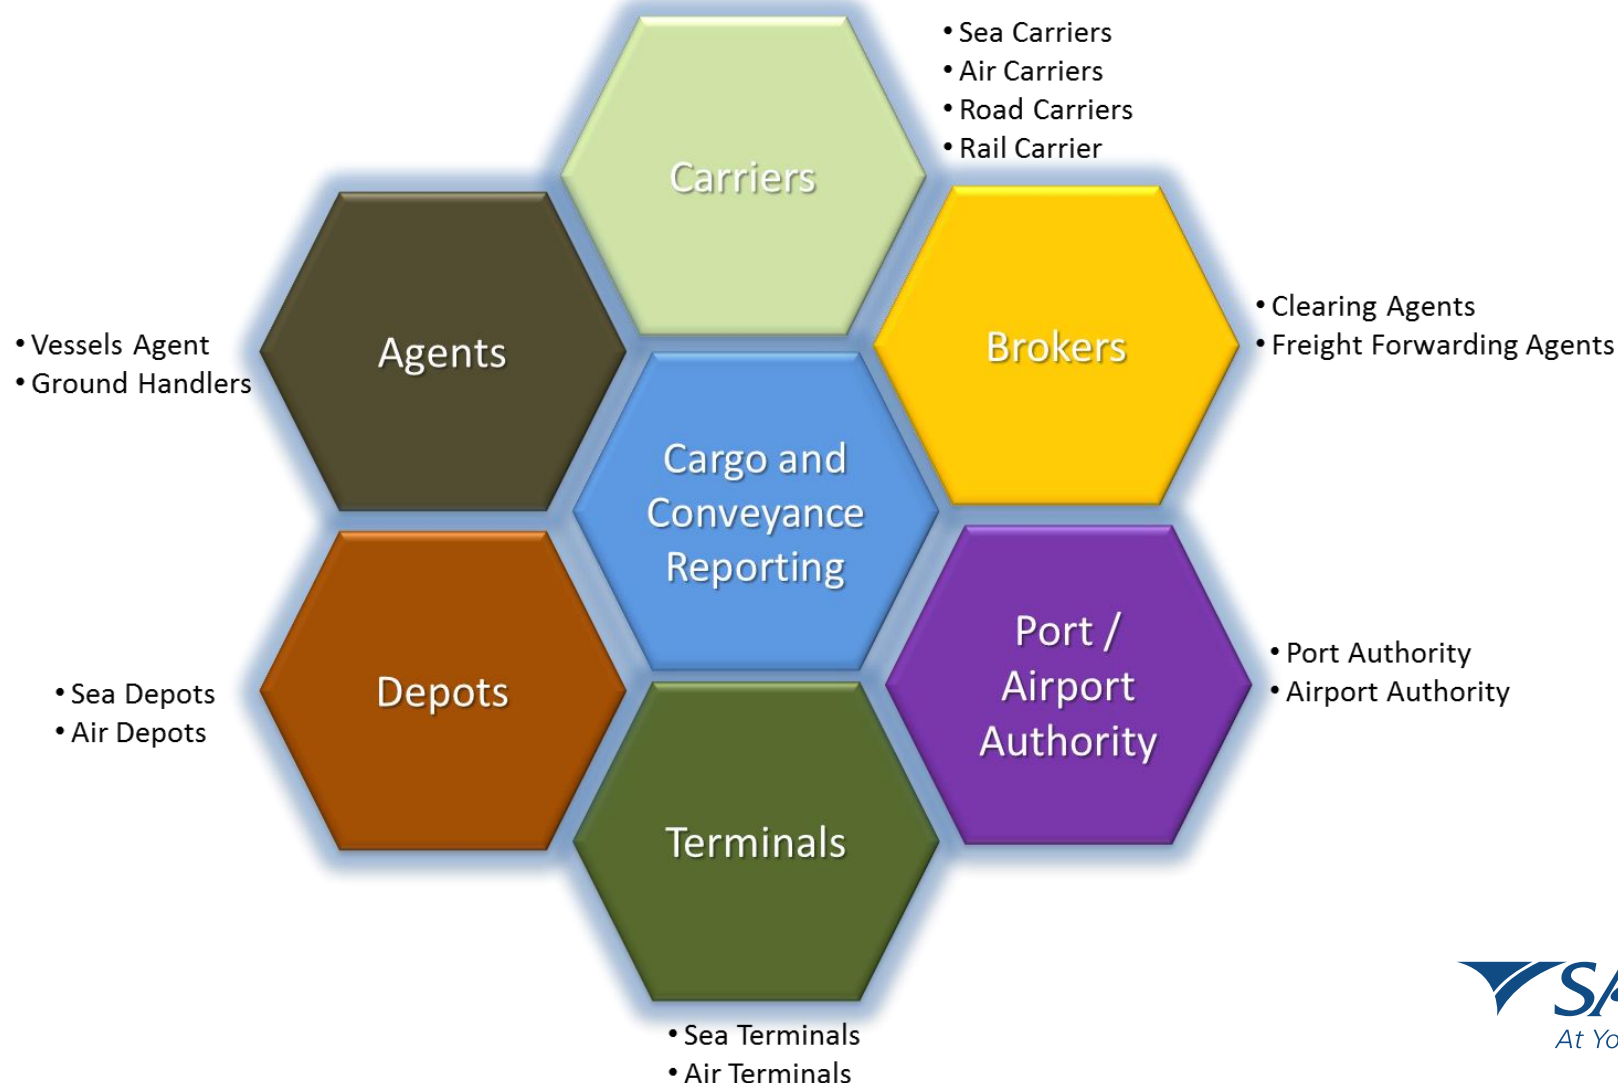 • Sea Carriers
• Air Carriers
• Road Carriers
• Rail Carrier
Carriers
Agents
• Vessels Agent
• Ground Handlers
Brokers
• Clearing Agents
• Freight Forwarding Agents
Cargo and
Conveyance
Reporting
Depots
• Sea Depots
• Air Depots
Port /
Airport
Authority
• Port Authority
• Airport Authority
Terminals
• Sea Terminals
• Air Terminals
At